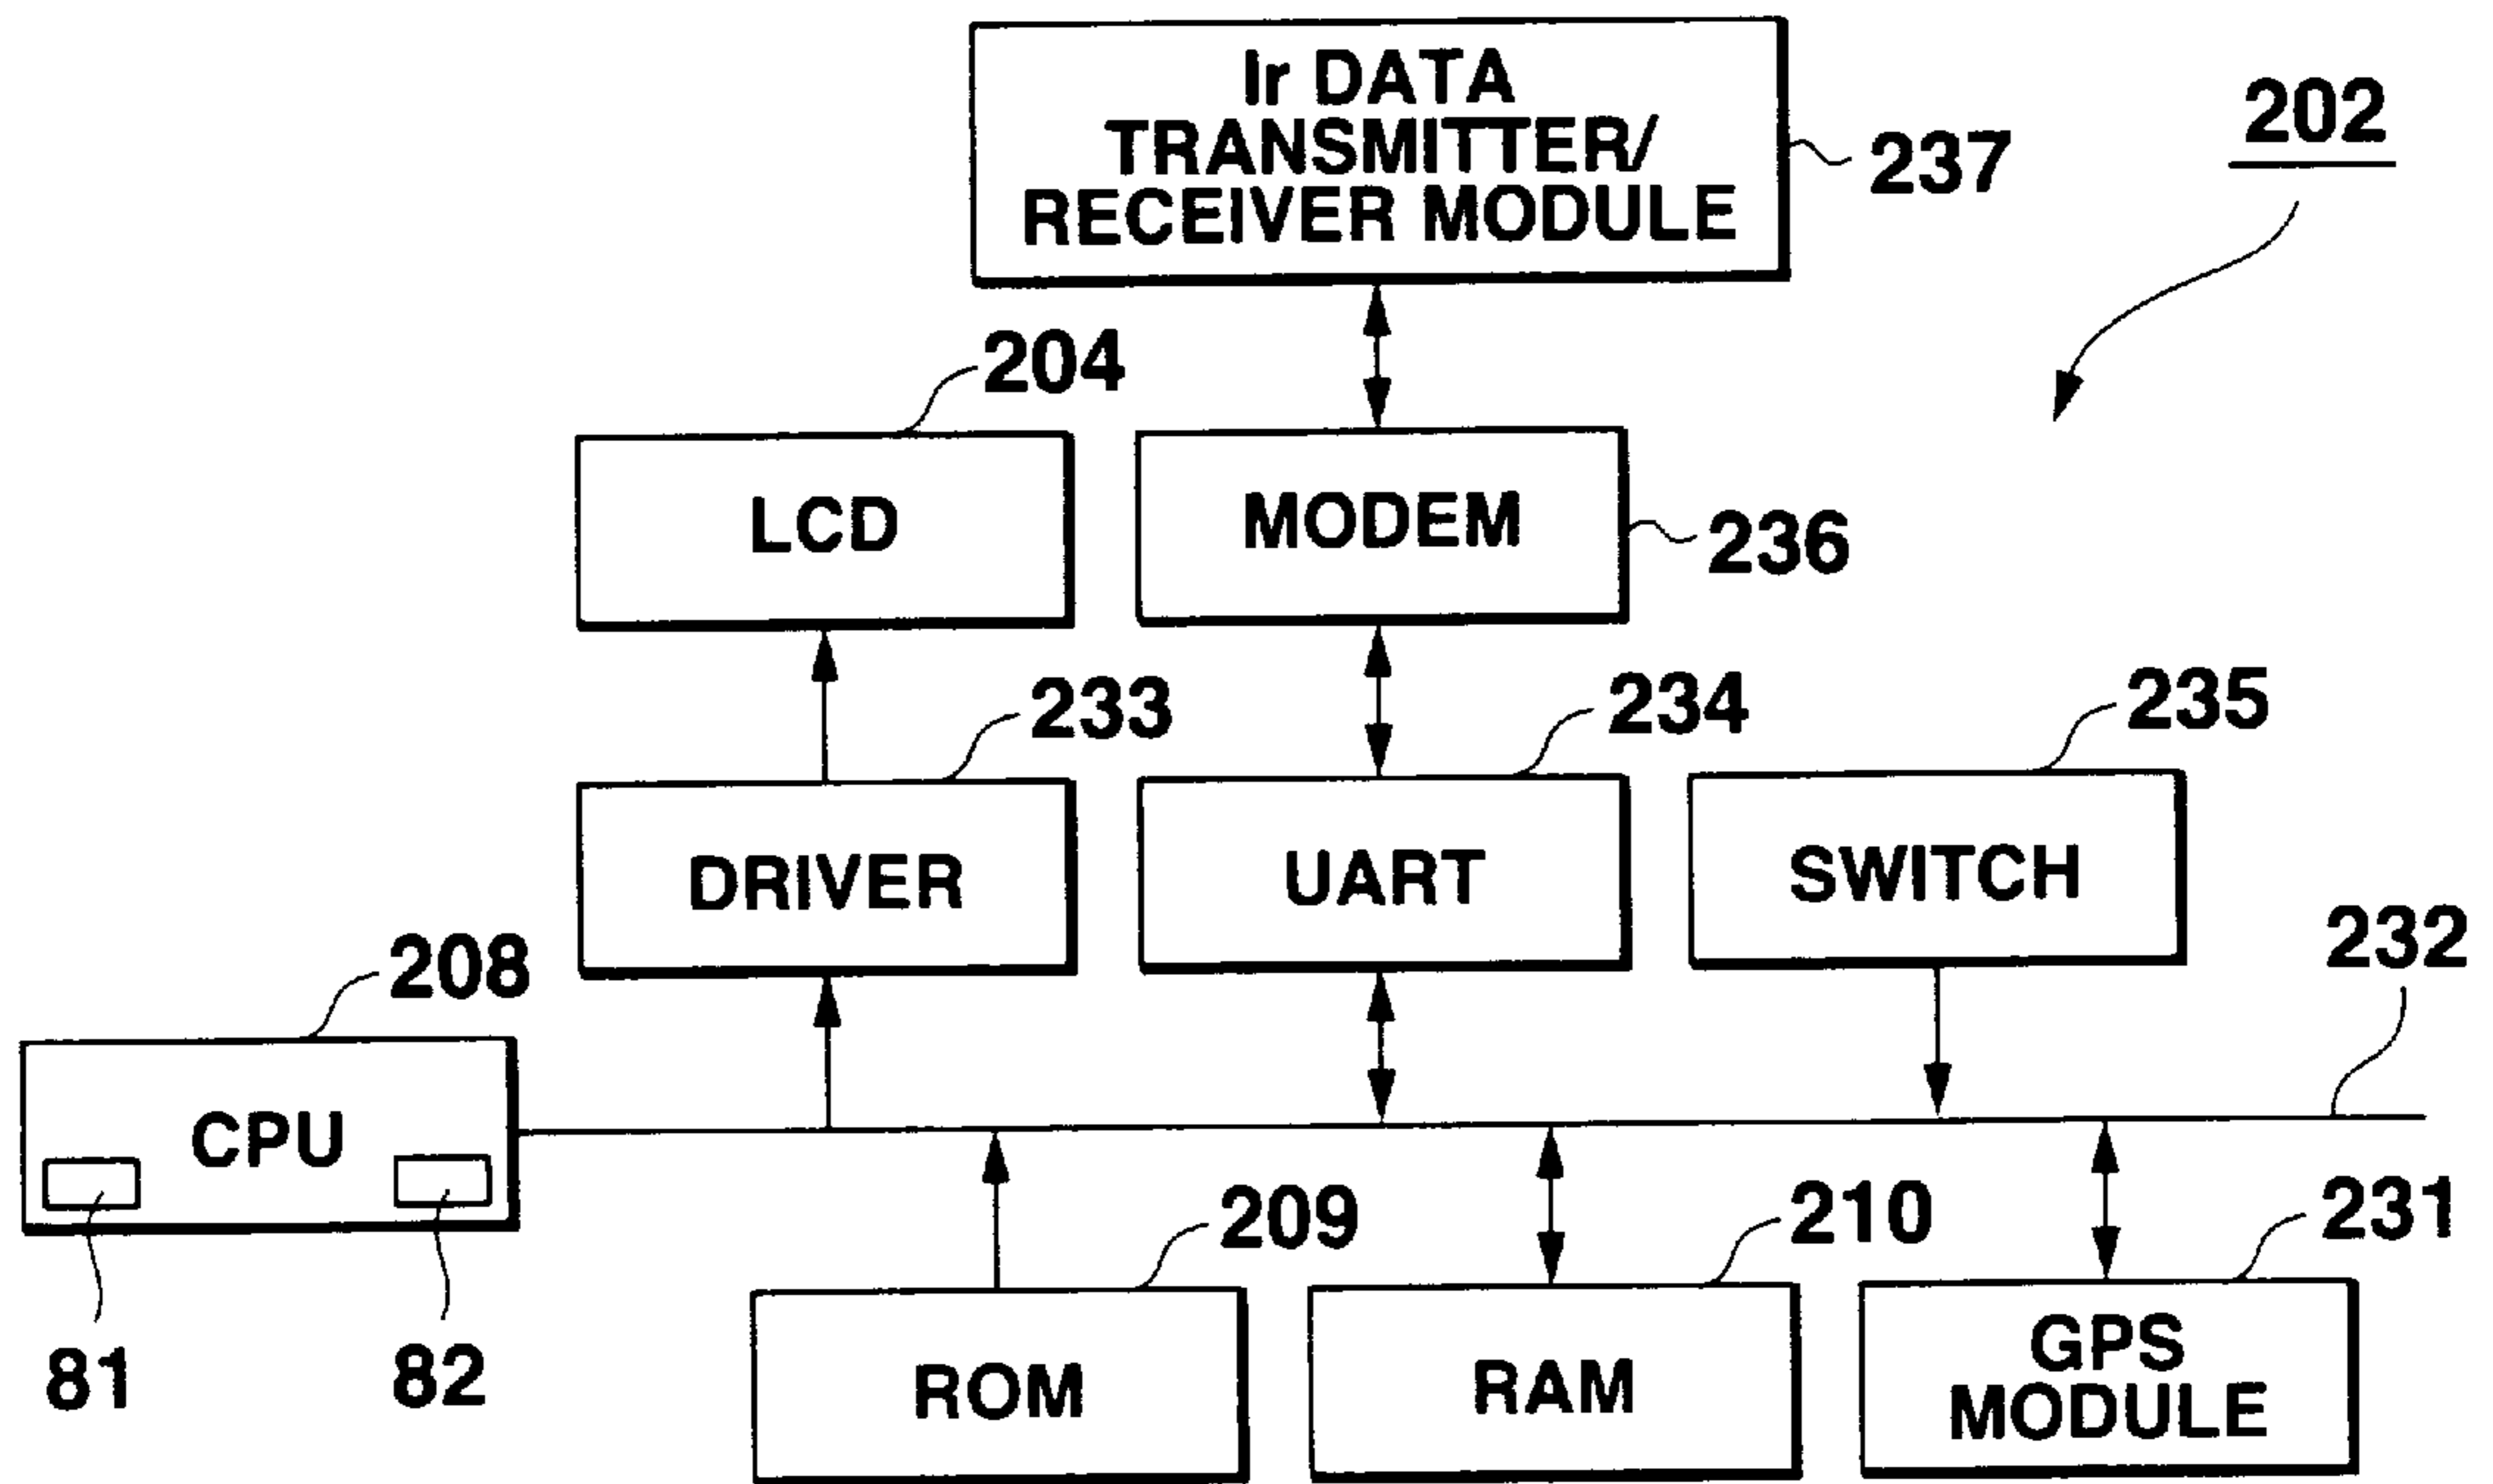 Ir DATA
TRANSMITTER/
RECEIVER MODULE
237
202
204
LCD
MODEM
236
233
234
235
DRIVER
UART
SWITCH
232
208
CPU
81
82
209
210
231
ROM
RAM
GPS
MODULE